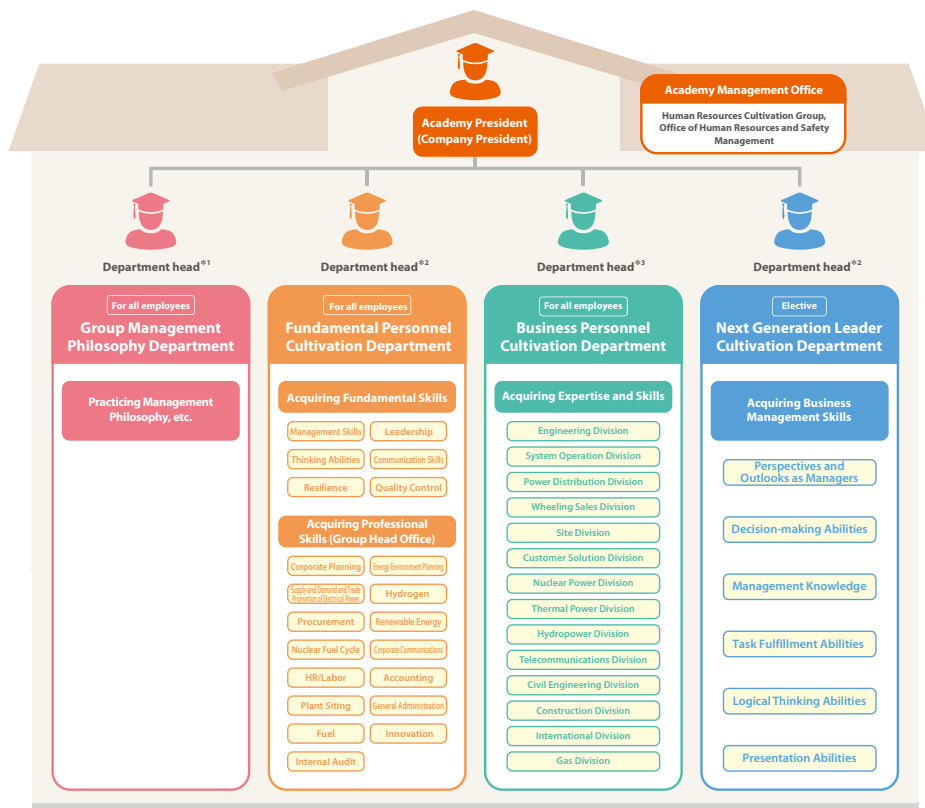 Academy President
(Company President)
Academy Management Office
Human Resources Cultivation Group,
Office of Human Resources and Safety
Management
Department head*1
For all employees
Group Management
Philosophy Department
Practicing Management
Philosophy, etc.
Department head*2
For all employees
Fundamental Personnel
Cultivation Department
Acquiring Fundamental Skills
Management Skills
Leadership
Thinking Abilities
Communication Skills
Resilience
Quality Control
Acquiring Professional
Skills (Group Head Office)
Corporate Planning
Energy Environment Planning
Supply and Demand and Trade
Promotion of Electrical Power
Hydrogen
Procurement
Renewable Energy
Nuclear Fuel Cycle
Corporate Communications
HR/Labor
Accounting
Plant Siting
General Administration
Fuel
Innovation
Internal Audit
Department head*3
For all employees
Business Personnel
Cultivation Department
Acquiring Expertise and Skills
Engineering Division
System Operation Division
Power Distribution Division
Wheeling Sales Division
Site Division
Customer Solution Division
Nuclear Power Division
Thermal Power Division
Hydropower Division
Telecommunications Division
Civil Engineering Division
Construction Division
International Division
Gas Division
Department head*2
Elective
Next Generation Leader
Cultivation Department
Acquiring Business
Management Skills
Perspectives and
Outlooks as Managers
Decision-making Abilities
Management Knowledge
Task Fulfillment Abilities
Logical Thinking Abilities
Presentation Abilities